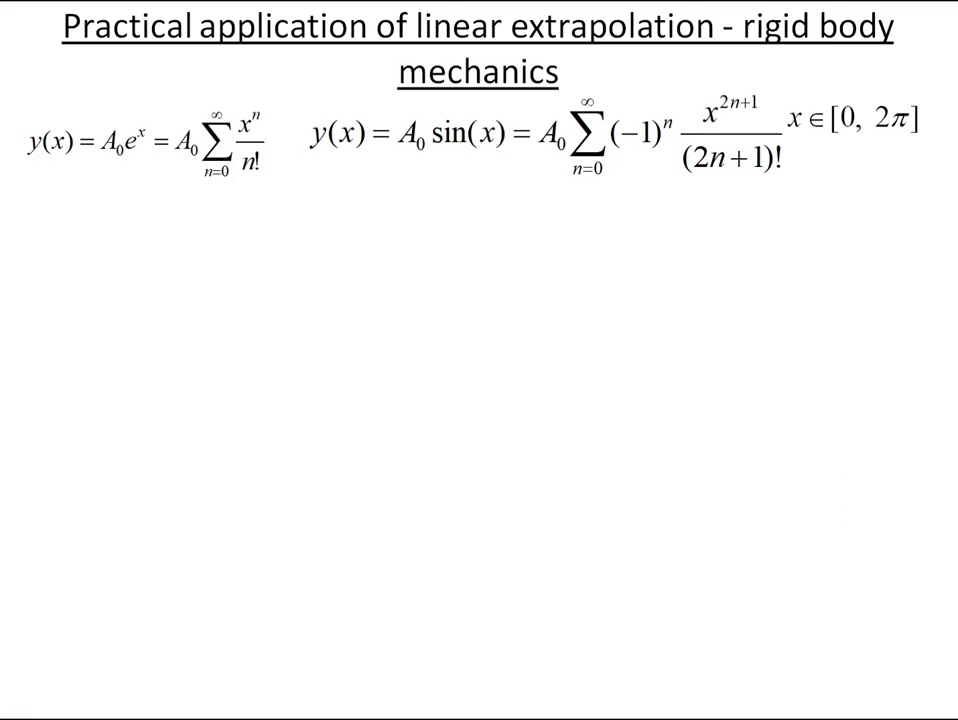 Practical application of linear extrapolation - rigid body
mechanics
y(x) = A₀eˣ = A₀ ∑_{n=0}^{∞} xⁿ/n!    y(x) = A₀ sin(x) = A₀ ∑_{n=0}^{∞} (−1)ⁿ x^{2n+1}/(2n+1)!  x ∈ [0, 2π]